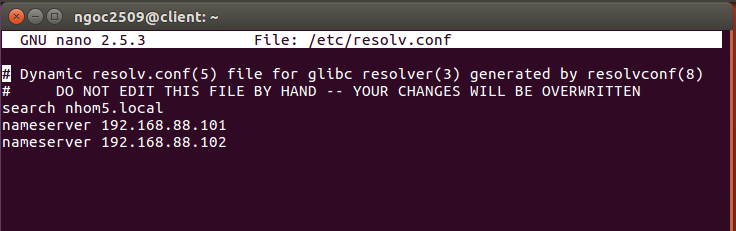 ngoc2509@client: ~
GNU nano 2.5.3 File: /etc/resolv.conf
# Dynamic resolv.conf(5) file for glibc resolver(3) generated by resolvconf(8)
# DO NOT EDIT THIS FILE BY HAND -- YOUR CHANGES WILL BE OVERWRITTEN
search nhom5.local
nameserver 192.168.88.101
nameserver 192.168.88.102